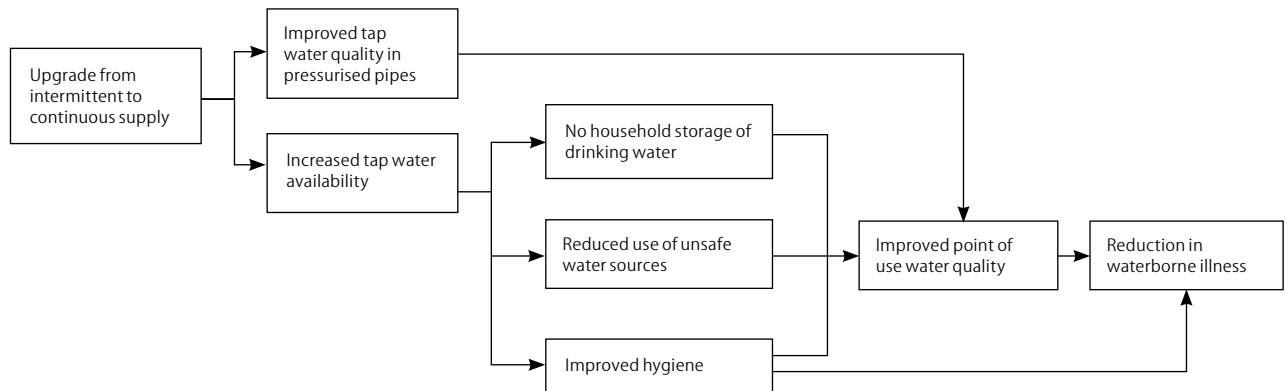 Upgrade from
intermittent to
continuous supply
Improved tap
water quality in
pressurised pipes
Increased tap water
availability
No household storage of
drinking water
Reduced use of unsafe
water sources
Improved hygiene
Improved point of
use water quality
Reduction in
waterborne illness